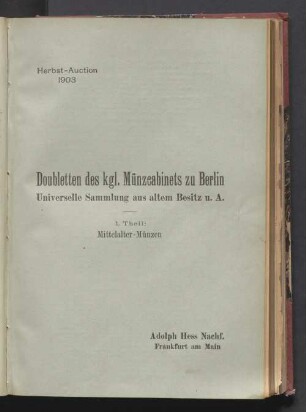 Herbst-Auction
1903
Doubletten des kgl. Münzcabinets zu Berlin
Universelle Sammlung aus altem Besitz u. A.
1. Theil:
Mittelalter-Münzen
Adolph Hess Nachf.
Frankfurt am Main